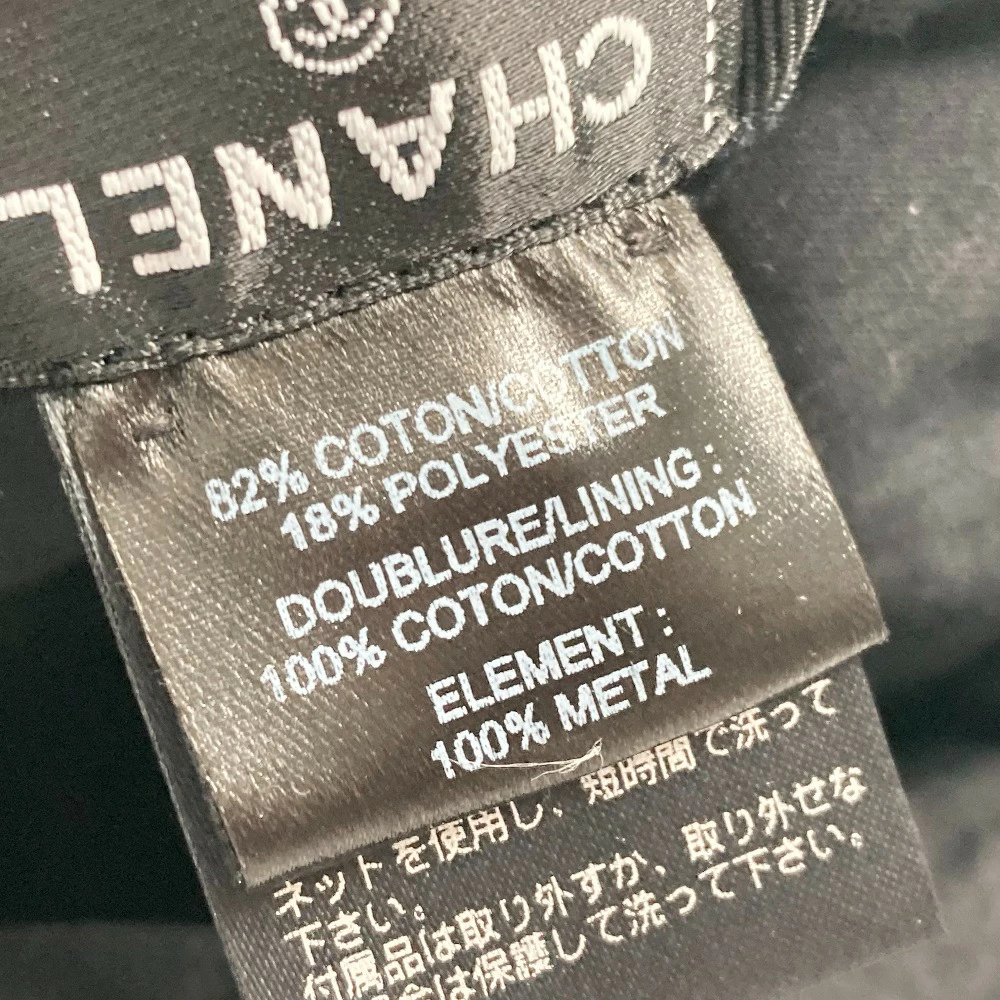 CHANEL
82% COTON/COTTON
18% POLYESTER
DOUBLURE/LINING :
100% COTON/COTTON
ELEMENT :
100% METAL
ネットを使用し、短時間で洗って
下さい。
付属品は取り外すか、取り外せな
は保護して洗って下さい。